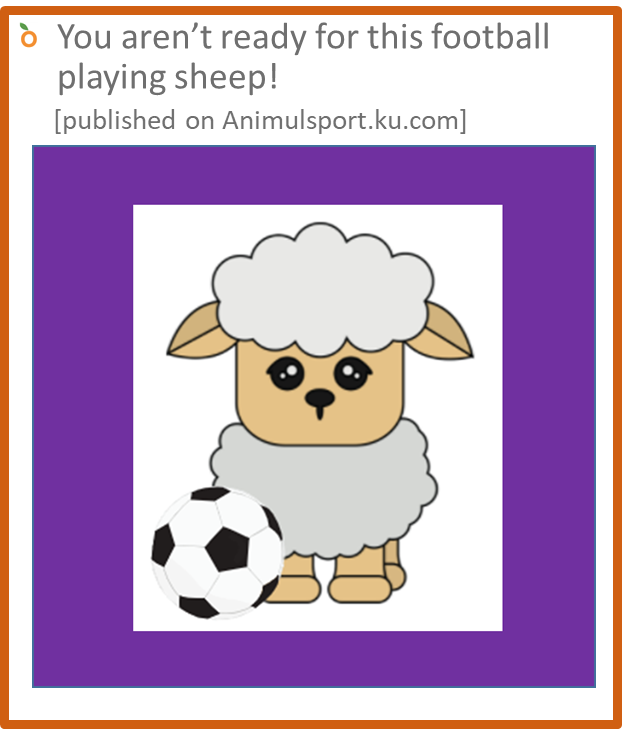 You aren’t ready for this football
playing sheep!
[published on Animulsport.ku.com]